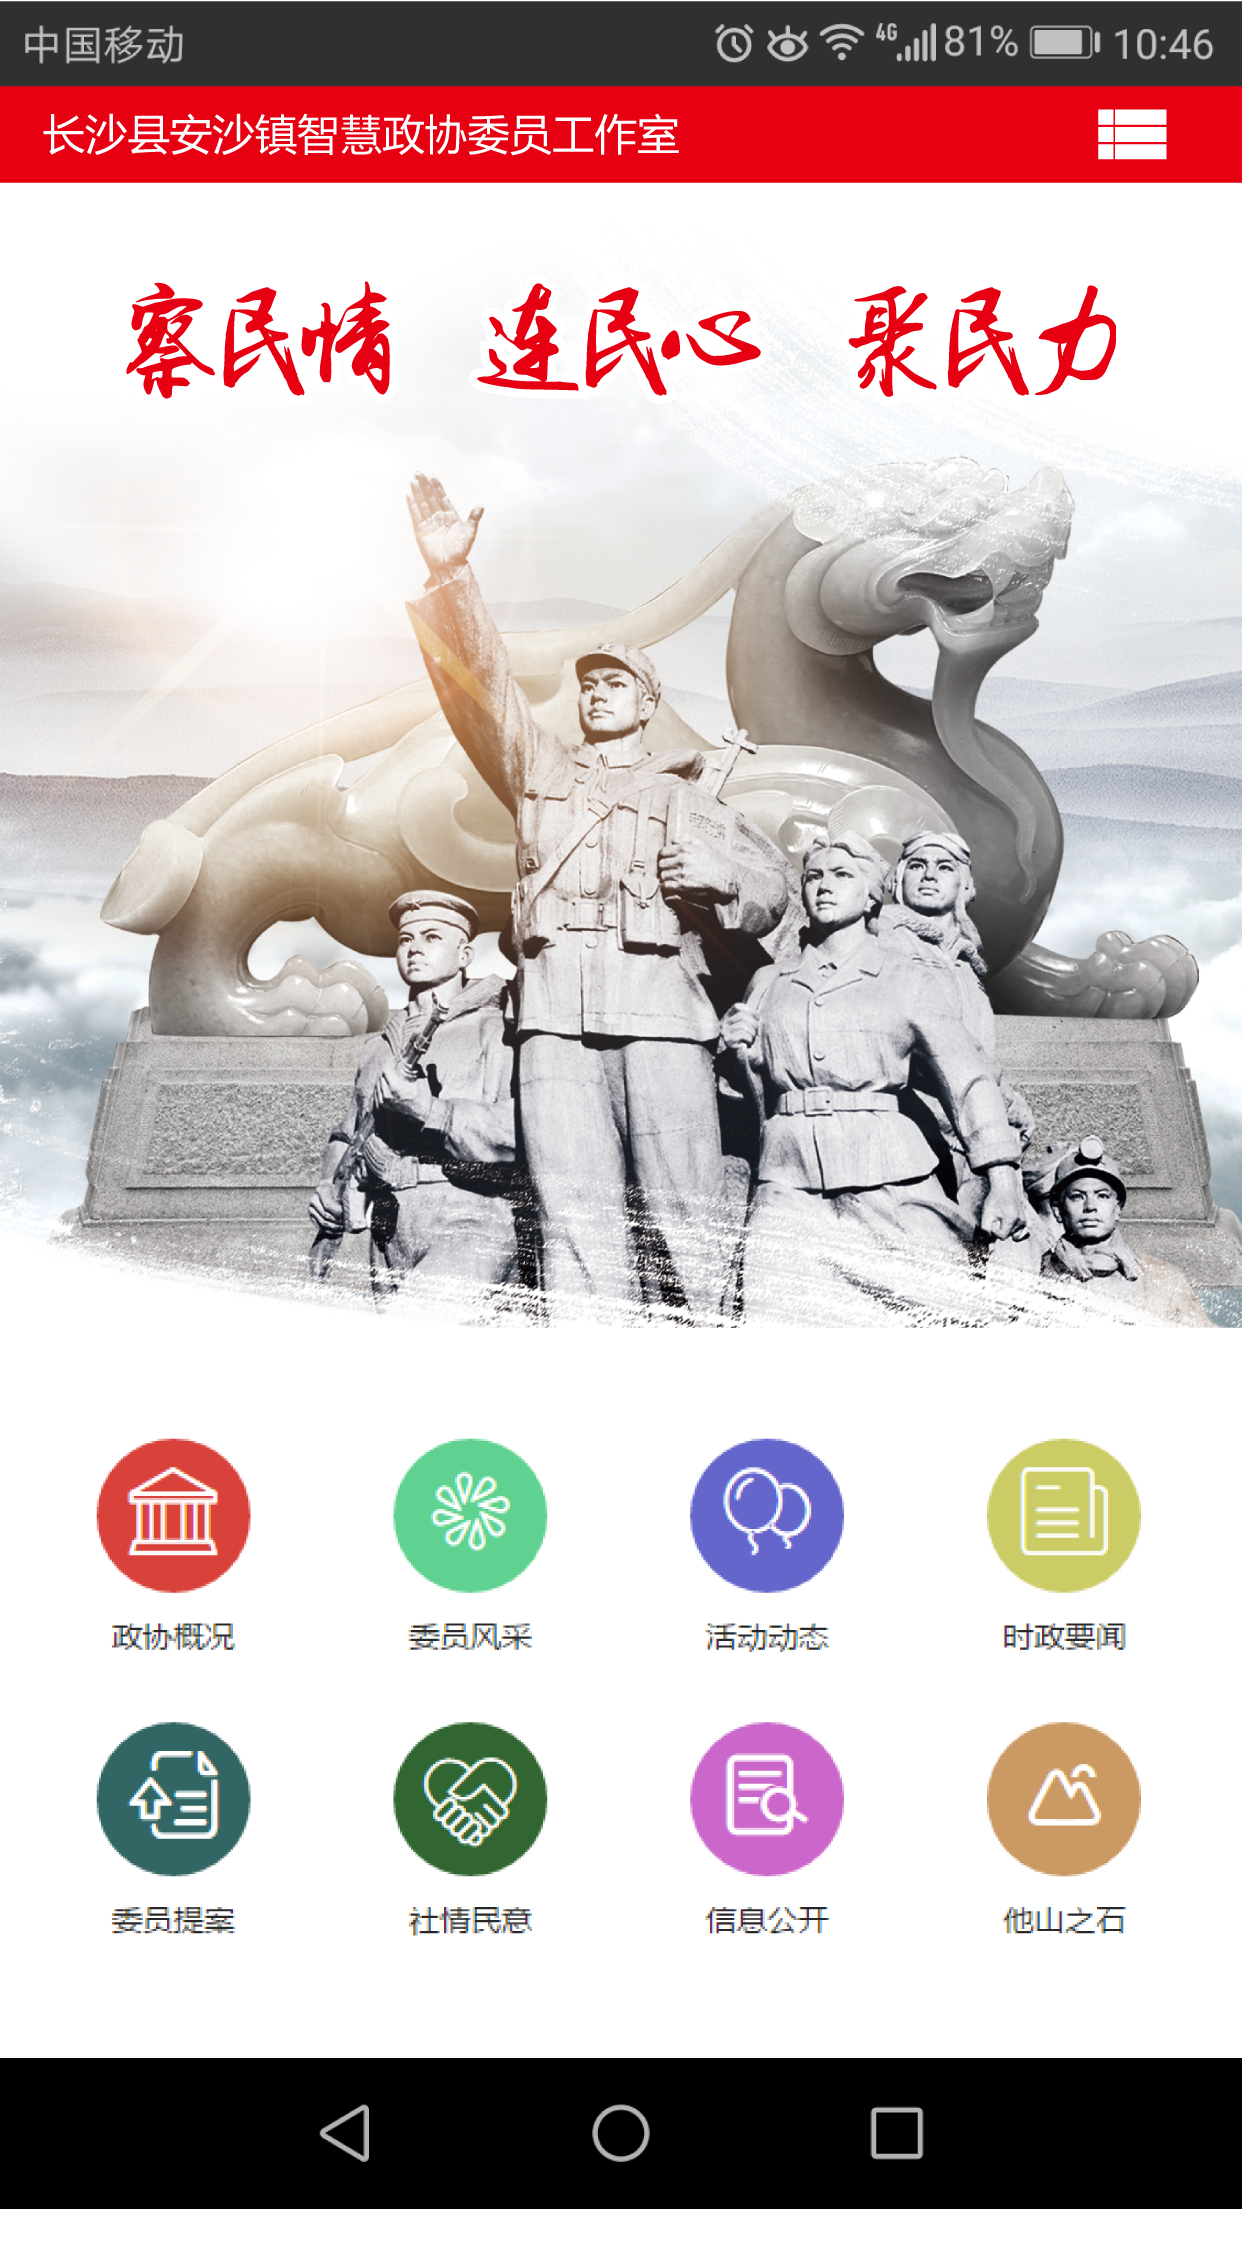 中国移动 4G 81% 10:46
长沙县安沙镇智慧政协委员工作室
察民情 连民心 聚民力
政协概况 委员风采 活动动态 时政要闻
委员提案 社情民意 信息公开 他山之石